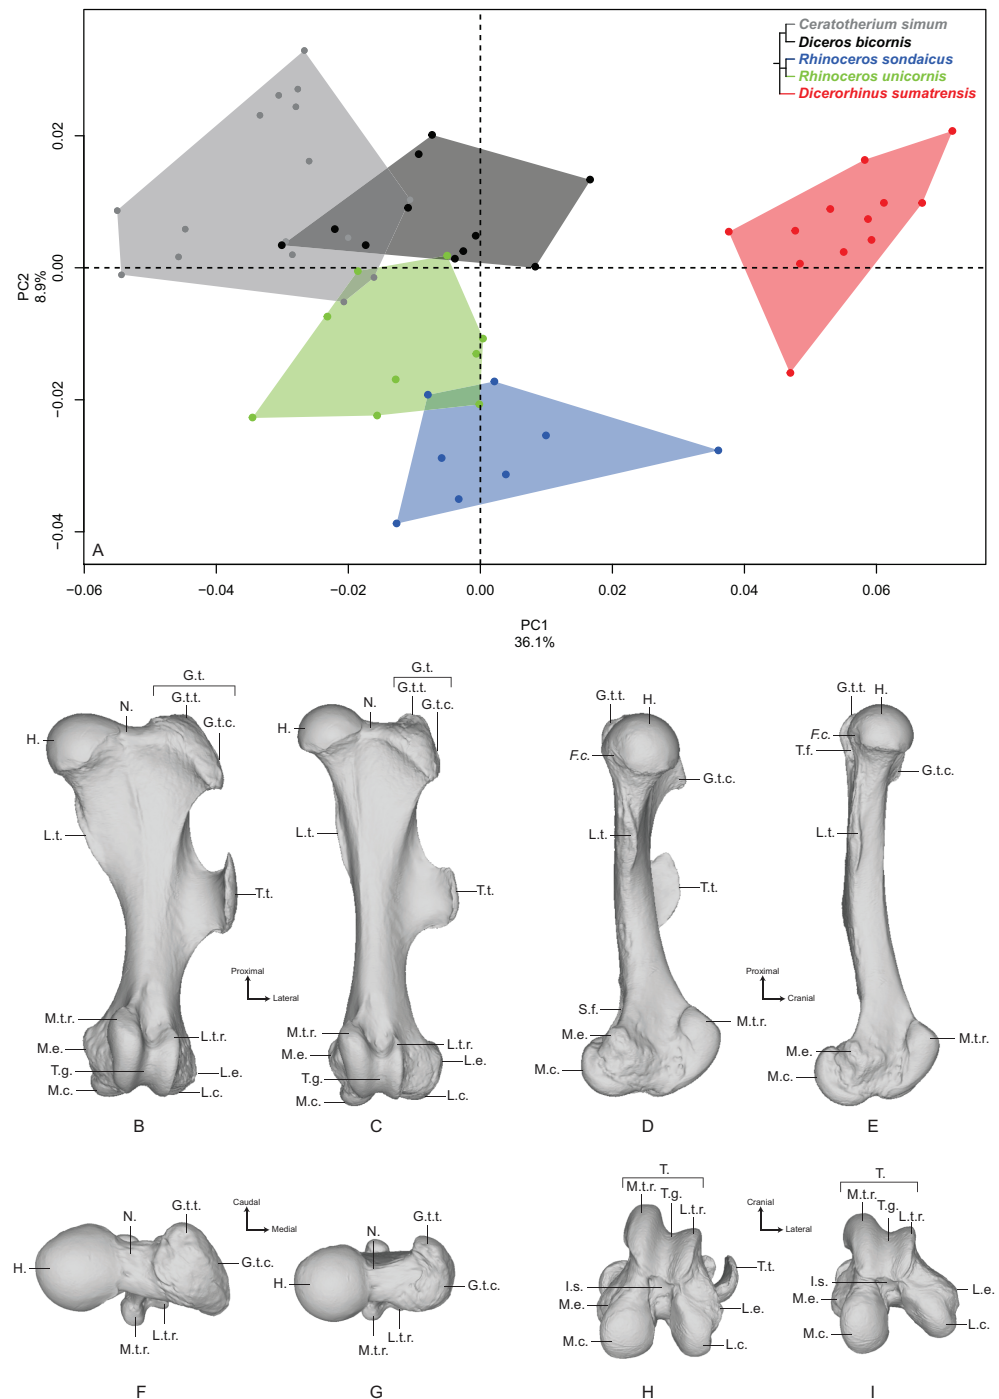 Ceratotherium simum
Diceros bicornis
Rhinoceros sondaicus
Rhinoceros unicornis
Dicerorhinus sumatrensis
PC2
8.9%
0.02
0.00
−0.02
−0.04
A
−0.06
−0.04
−0.02
0.00
0.02
0.04
0.06
PC1
36.1%
G.t.
G.t.t.
N.
G.t.c.
H.
L.t.
T.t.
Proximal
Lateral
M.t.r.
L.t.r.
M.e.
T.g.
L.e.
M.c.
L.c.
B
G.t.
G.t.t.
N.
G.t.c.
H.
L.t.
T.t.
M.t.r.
L.t.r.
M.e.
L.e.
T.g.
M.c.
L.c.
C
G.t.t.
H.
F.c.
G.t.c.
L.t.
T.t.
S.f.
M.e.
M.t.r.
M.c.
D
Proximal
Cranial
G.t.t.
H.
F.c.
T.f.
G.t.c.
L.t.
M.e.
M.t.r.
M.c.
E
N.
G.t.t.
H.
G.t.c.
L.t.r.
M.t.r.
F
Caudal
Medial
N.
G.t.t.
H.
G.t.c.
L.t.r.
M.t.r.
G
T.
M.t.r.
T.g.
L.t.r.
T.t.
I.s.
M.e.
L.e.
M.c.
L.c.
H
Cranial
Lateral
T.
M.t.r.
T.g.
L.t.r.
I.s.
M.e.
L.e.
M.c.
L.c.
I